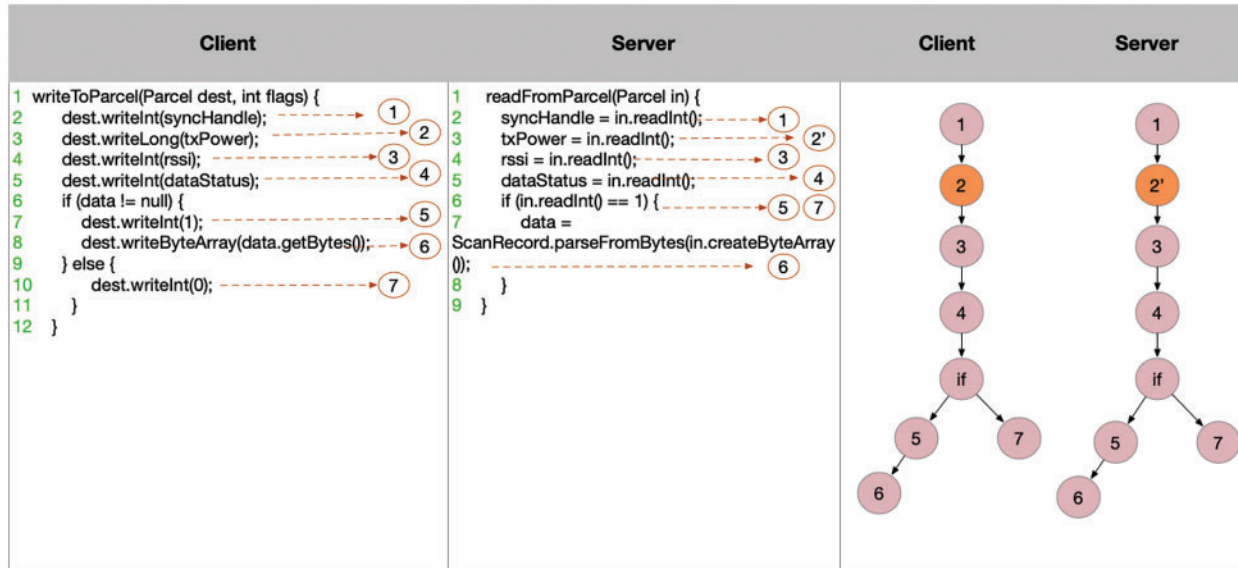 Client
Server
Client
Server
1 writeToParcel(Parcel dest, int flags) {
2 dest.writeInt(syncHandle); 1
3 dest.writeLong(txPower); 2
4 dest.writeInt(rssi); 3
5 dest.writeInt(dataStatus); 4
6 if (data != null) {
7 dest.writeInt(1); 5
8 dest.writeByteArray(data.getBytes()); 6
9 } else {
10 dest.writeInt(0); 7
11 }
12 }
1 readFromParcel(Parcel in) {
2 syncHandle = in.readInt(); 1
3 txPower = in.readInt(); 2'
4 rssi = in.readInt(); 3
5 dataStatus = in.readInt(); 4
6 if (in.readInt() == 1) { 5 7
7 data =
ScanRecord.parseFromBytes(in.createByteArray
()); 6
8 }
9 }
1
2
3
4
if
5
7
6
1
2'
3
4
if
5
7
6